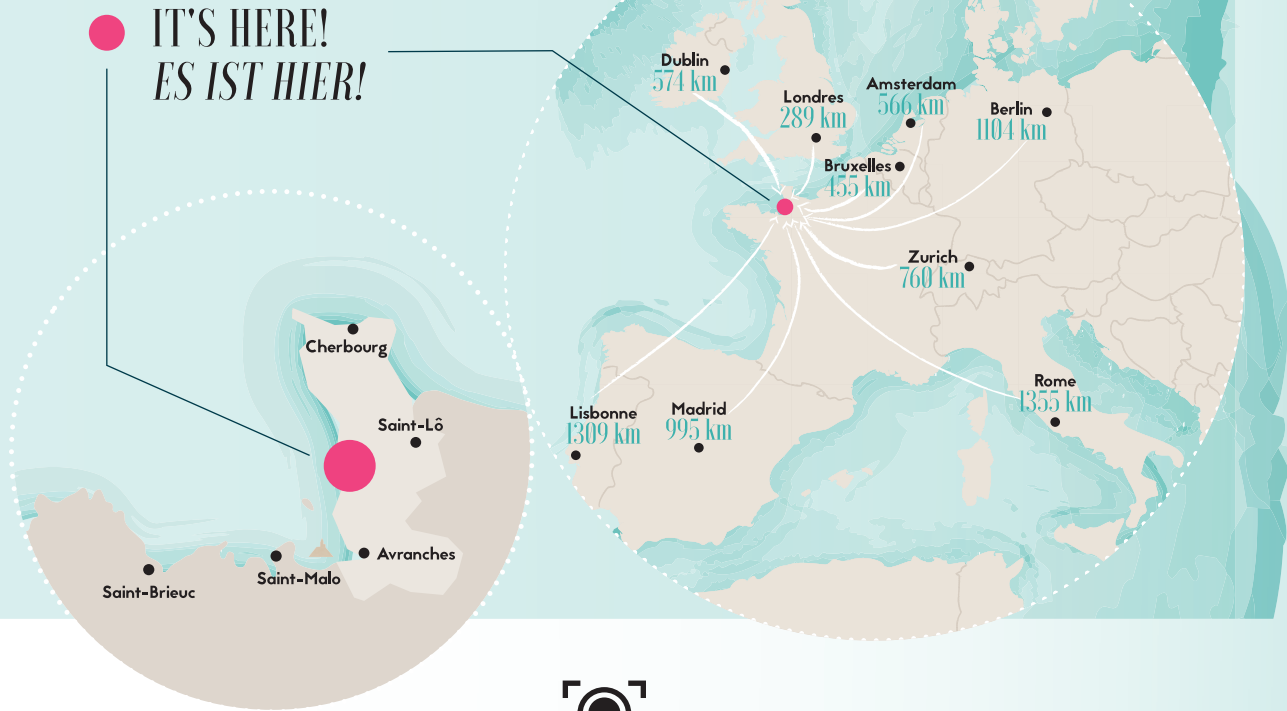 IT'S HERE!
ES IST HIER!
Dublin
574 km
Londres
289 km
Amsterdam
566 km
Berlin
1104 km
Bruxelles
455 km
Zurich
760 km
Rome
1355 km
Lisbonne
1309 km
Madrid
995 km
Cherbourg
Saint-Lô
Avranches
Saint-Malo
Saint-Brieuc